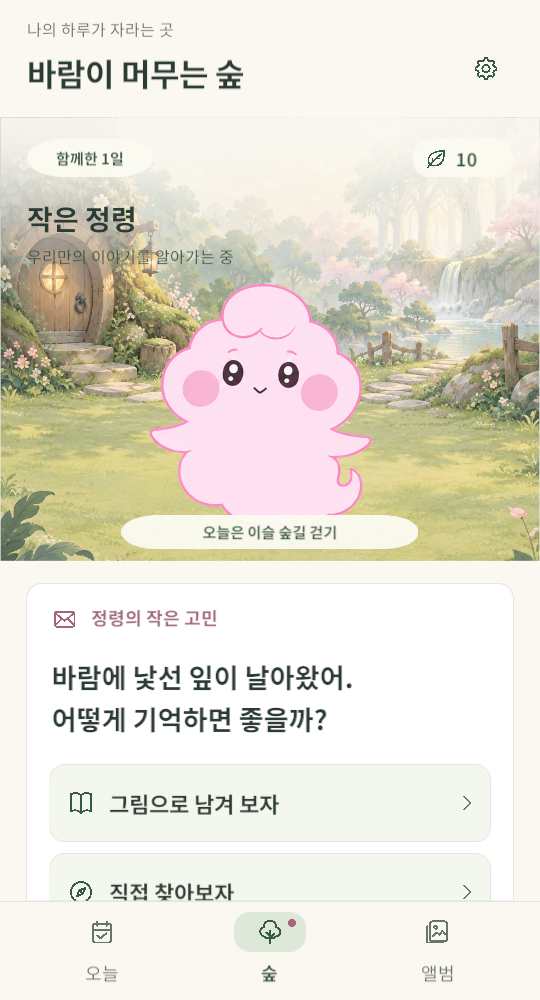 나의 하루가 자라는 곳
바람이 머무는 숲
함께한 1일
10
작은 정령
우리만의 이야기를 알아가는 중
오늘은 이슬 숲길 걷기
정령의 작은 고민
바람에 낯선 잎이 날아왔어.
어떻게 기억하면 좋을까?
그림으로 남겨 보자
직접 찾아보자
오늘
숲
앨범